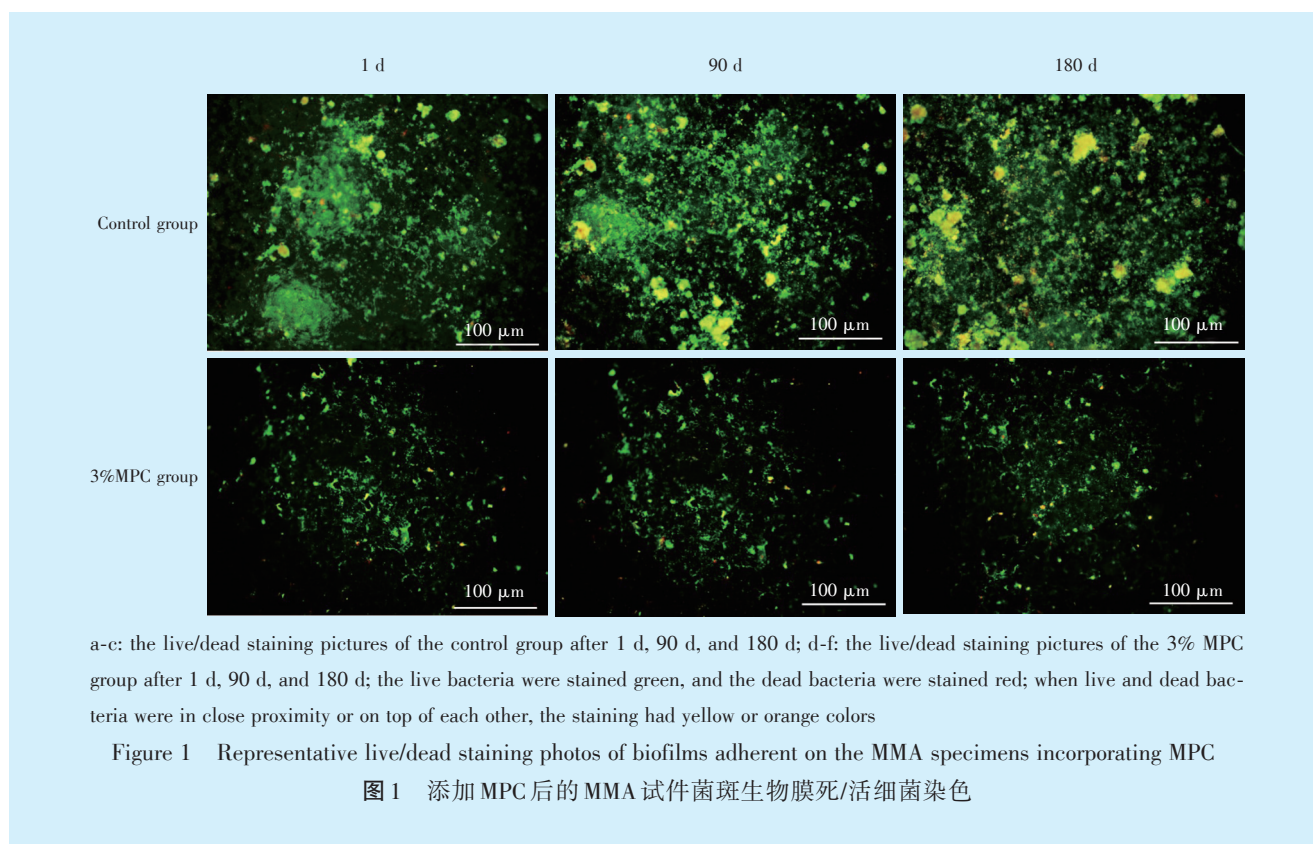 1 d
90 d
180 d
Control group
100 μm
100 μm
100 μm
3%MPC group
100 μm
100 μm
100 μm
a-c: the live/dead staining pictures of the control group after 1 d, 90 d, and 180 d; d-f: the live/dead staining pictures of the 3% MPC
group after 1 d, 90 d, and 180 d; the live bacteria were stained green, and the dead bacteria were stained red; when live and dead bac-
teria were in close proximity or on top of each other, the staining had yellow or orange colors
Figure 1 Representative live/dead staining photos of biofilms adherent on the MMA specimens incorporating MPC
图1 添加MPC后的MMA试件菌斑生物膜死/活细菌染色